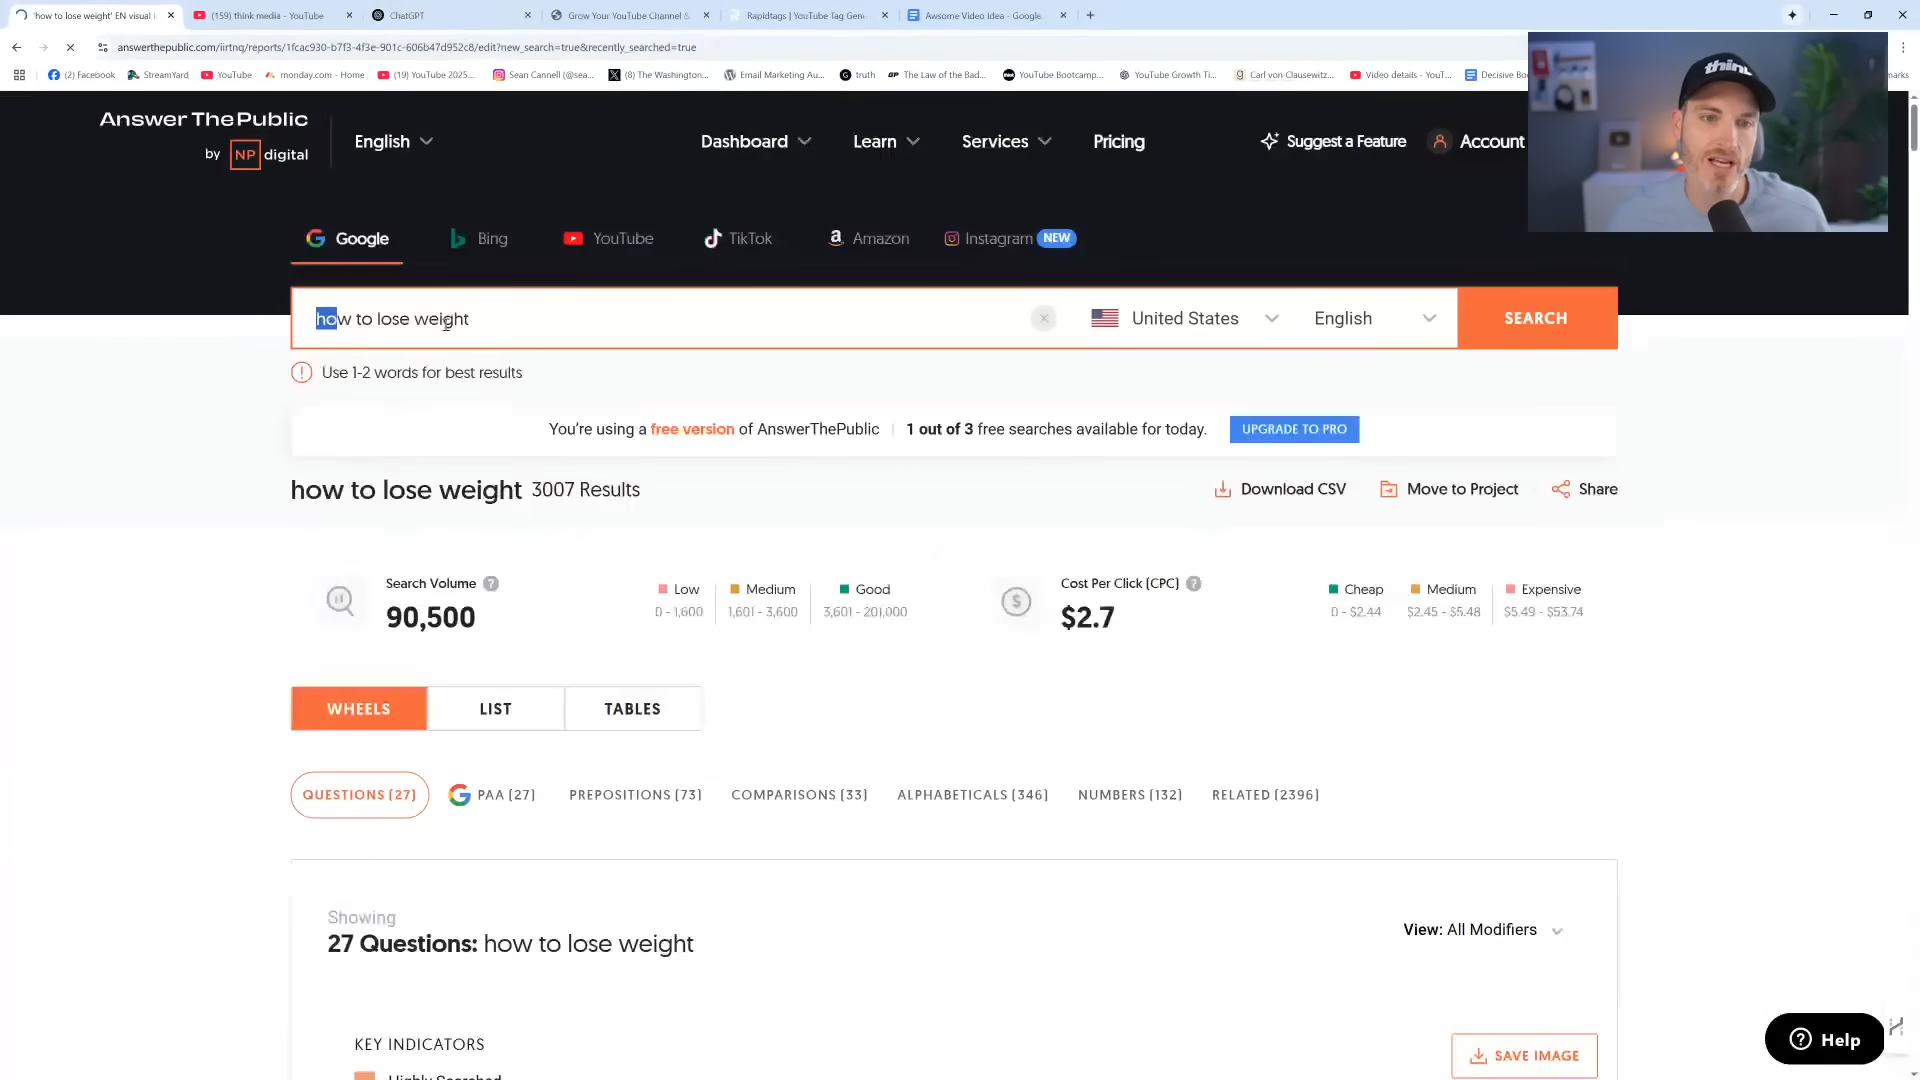 'how to lose weight' EN visual i
(159) think media - YouTube
ChatGPT
Grow Your YouTube Channel &
Rapidtags | YouTube Tag Gene
Awsome Video Idea - Google
answerthepublic.com/iirtnq/reports/1fcac930-b7f3-4f3e-901c-606b47d952c8/edit?new_search=true&recently_searched=true
(2) Facebook
StreamYard
YouTube
monday.com - Home
(19) YouTube 2025...
Sean Cannell (@sea...
(8) The Washington...
Email Marketing Au...
truth
GP The Law of the Bad...
YouTube Bootcamp...
YouTube Growth Ti...
Carl von Clausewitz...
Video details - YouT...
Decisive Bo
marks
think
Answer ThePublic
by NP digital
English
Dashboard
Learn
Services
Pricing
Suggest a Feature
Account
Google
Bing
YouTube
TikTok
Amazon
Instagram NEW
how to lose weight
United States
English
SEARCH
Use 1-2 words for best results
You're using a free version of AnswerThePublic | 1 out of 3 free searches available for today.
UPGRADE TO PRO
how to lose weight 3007 Results
Download CSV
Move to Project
Share
Search Volume ?
90,500
Low
0 - 1,600
Medium
1,601 - 3,600
Good
3,601 - 201,000
Cost Per Click (CPC) ?
$2.7
Cheap
0 - $2.44
Medium
$2.45 - $5.48
Expensive
$5.49 - $53.74
WHEELS
LIST
TABLES
QUESTIONS (27)
PAA (27)
PREPOSITIONS (73)
COMPARISONS (33)
ALPHABETICALS (346)
NUMBERS (132)
RELATED (2396)
Showing
27 Questions: how to lose weight
View: All Modifiers
KEY INDICATORS
SAVE IMAGE
Highly Searched
Help